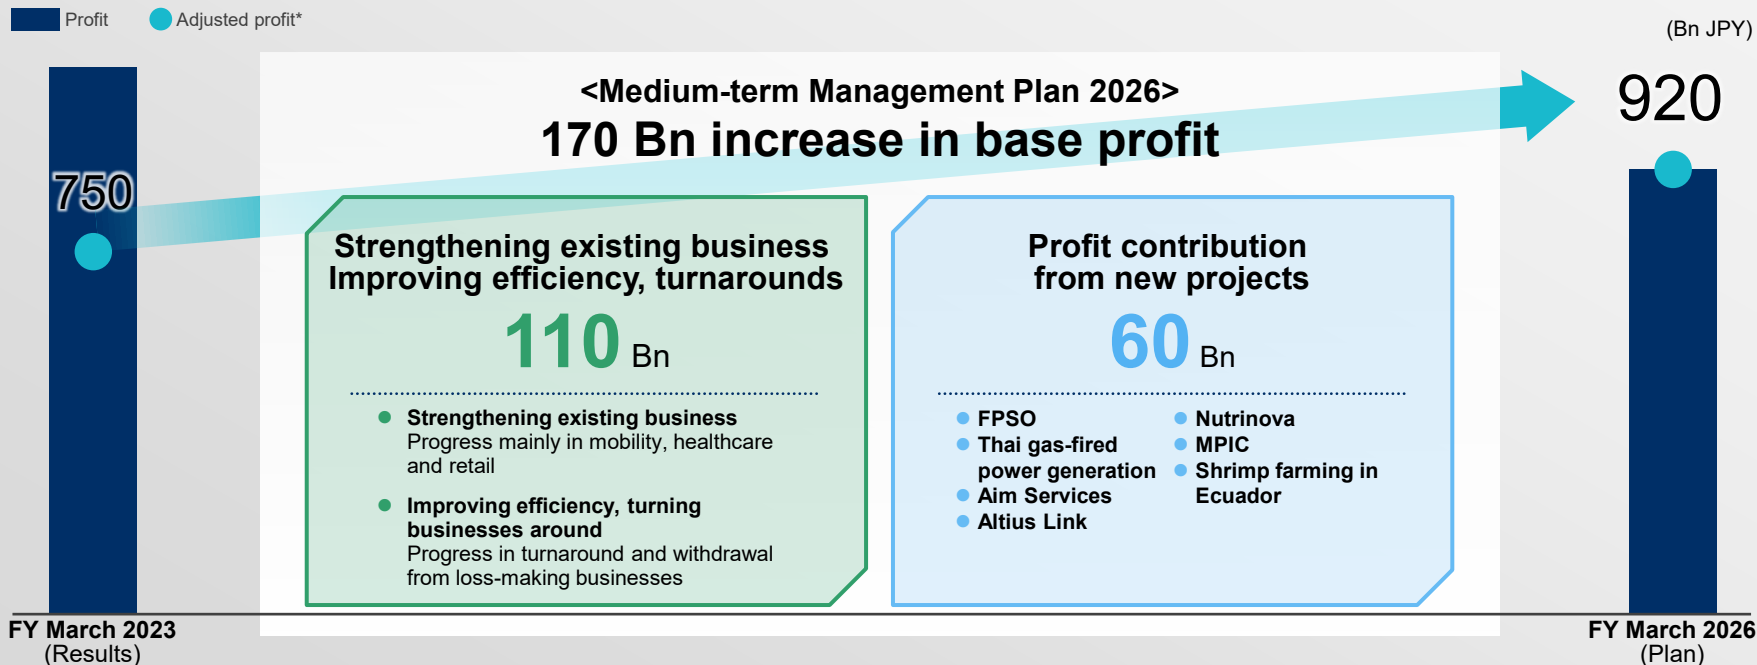 Profit
Adjusted profit*
(Bn JPY)
<Medium-term Management Plan 2026>
170 Bn increase in base profit
750
920
Strengthening existing business
Improving efficiency, turnarounds
110 Bn
● Strengthening existing business
Progress mainly in mobility, healthcare
and retail
● Improving efficiency, turning
businesses around
Progress in turnaround and withdrawal
from loss-making businesses
Profit contribution
from new projects
60 Bn
● FPSO
● Thai gas-fired
power generation
● Aim Services
● Altius Link
● Nutrinova
● MPIC
● Shrimp farming in
Ecuador
FY March 2023
(Results)
FY March 2026
(Plan)